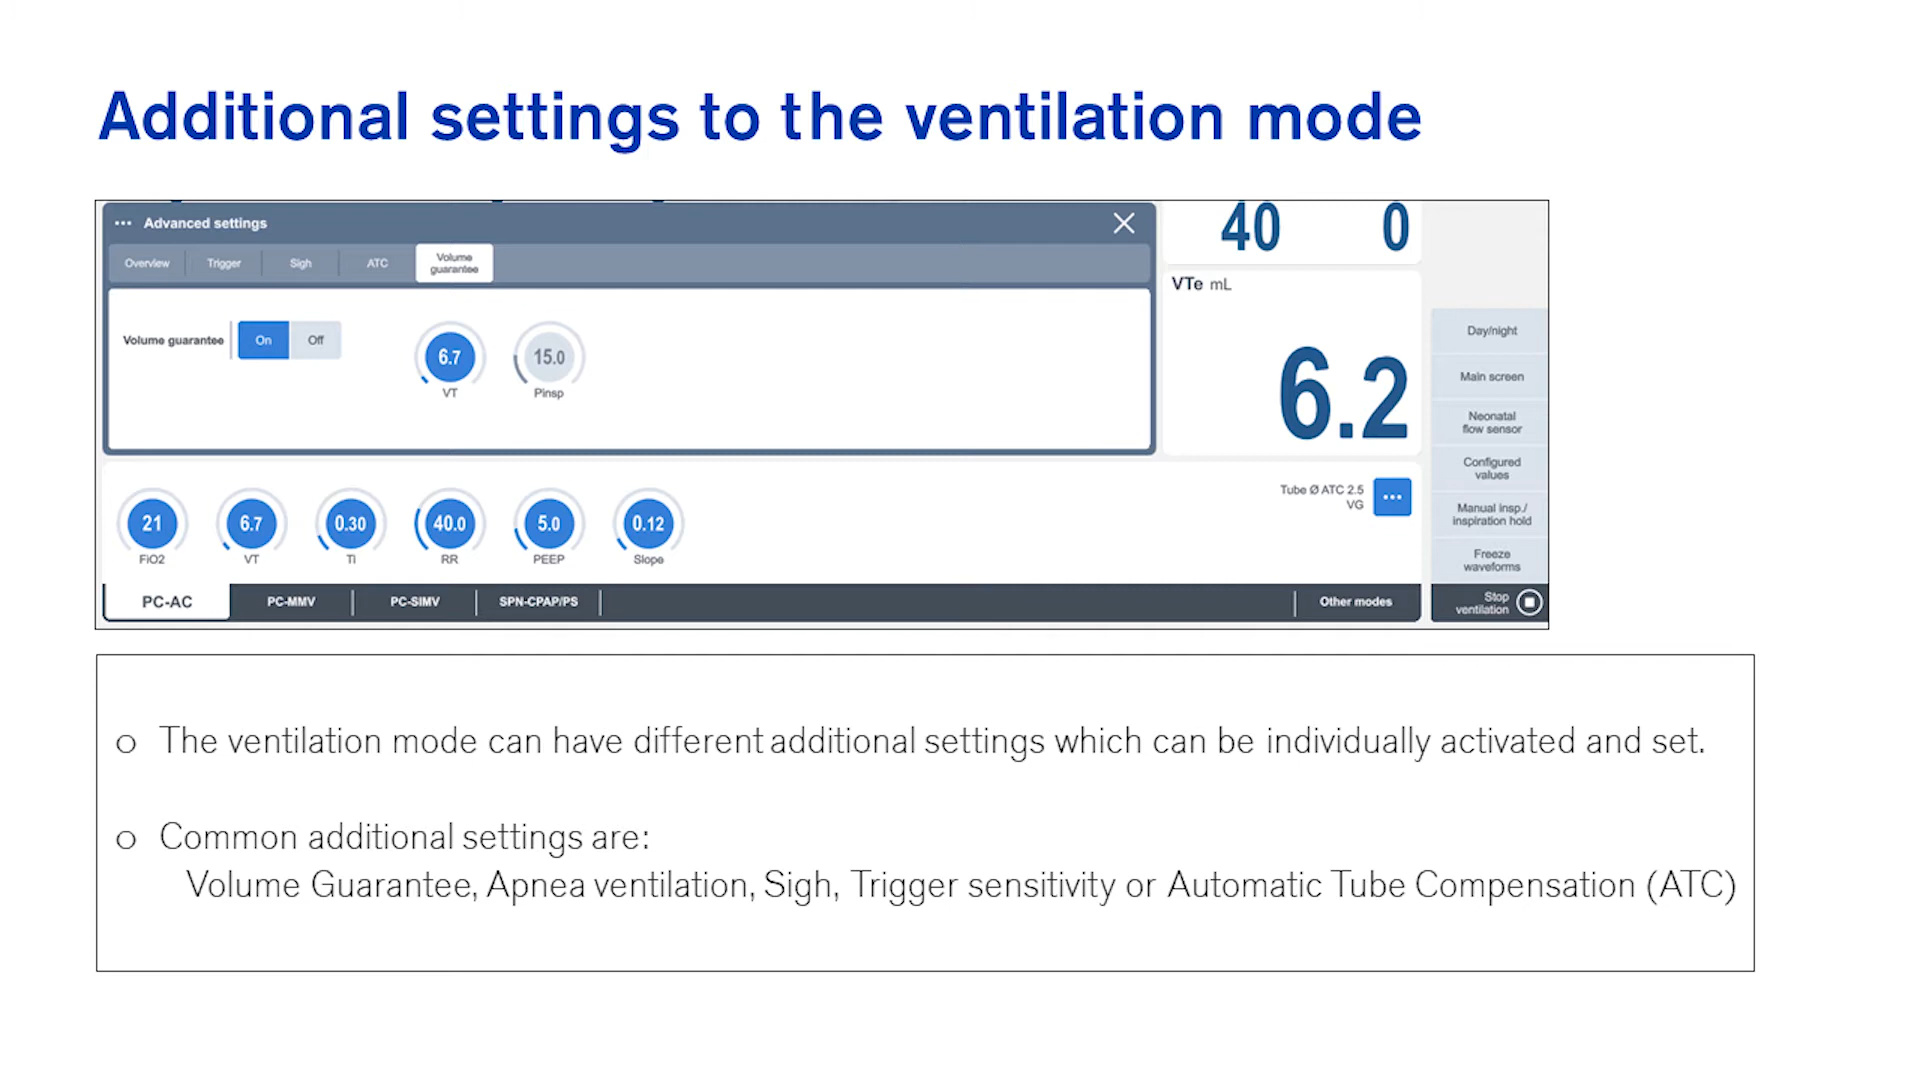 Additional settings to the ventilation mode
... Advanced settings
40 0
Overview Trigger Sigh ATC Volume guarantee
VTe mL
6.2
Volume guarantee On Off
6.7 15.0
VT Pinsp
Day/night
Main screen
Neonatal
flow sensor
Configured
values
Manual insp./
inspiration hold
Freeze
waveforms
Stop
ventilation
Tube Ø ATC 2.5
VG
...
21 6.7 0.30 40.0 5.0 0.12
FiO2 VT Ti RR PEEP Slope
PC-AC PC-MMV PC-SIMV SPN-CPAP/PS Other modes
o The ventilation mode can have different additional settings which can be individually activated and set.
o Common additional settings are:
Volume Guarantee, Apnea ventilation, Sigh, Trigger sensitivity or Automatic Tube Compensation (ATC)